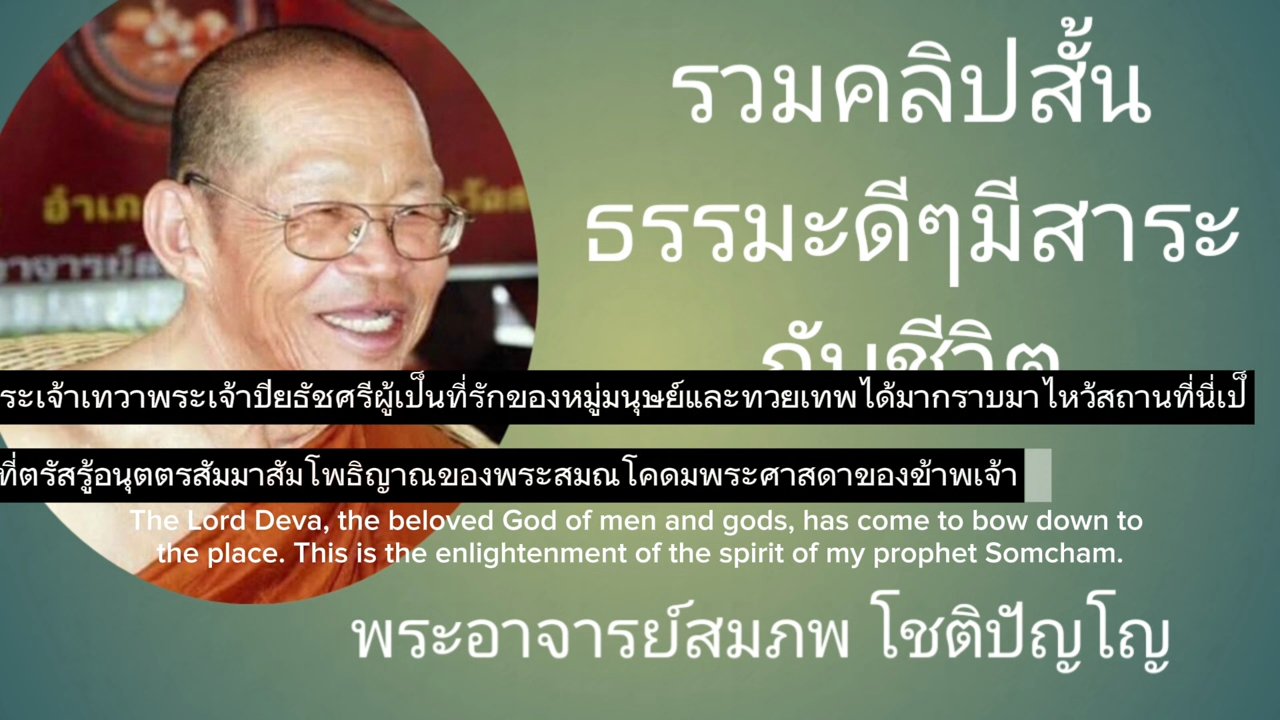 รวมคลิปสั้น
ธรรมะดีๆมีสาระ
กับชีวิต
อำเภ
ระเจ้าเทวาพระเจ้าปิยธัชศรีผู้เป็นที่รักของหมู่มนุษย์และทวยเทพได้มากราบมาไหว้สถานที่นี่เป็
ที่ตรัสรู้อนุตตรสัมมาสัมโพธิญาณของพระสมณโคดมพระศาสดาของข้าพเจ้า
The Lord Deva, the beloved God of men and gods, has come to bow down to
the place. This is the enlightenment of the spirit of my prophet Somcham.
พระอาจารย์สมภพ โชติปัญโญ